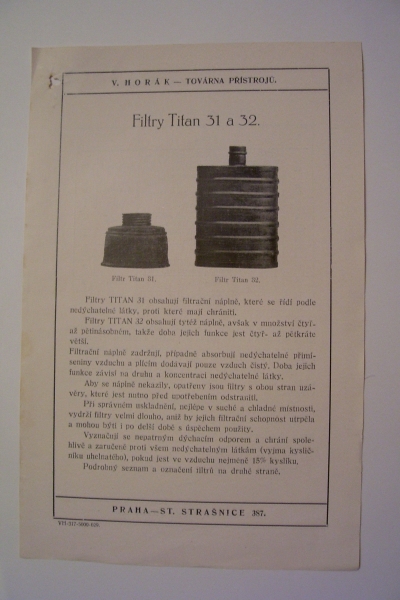 5-
V. HORÁK — TOVÁRNA PŘÍSTROJŮ.
Filtry Titan 31 a 32.
Filtr Titan 31.
Filtr Titan 32.
Filtry TITAN 31 obsahují filtrační náplně, které se řídí podle
nedýchatelné látky, proti které mají chrániti.
Filtry TITAN 32 obsahují tytéž náplně, avšak v množství čtyř-
až pětinásobném, takže doba jejich funkce jest čtyř- až pětkráte
větší.
Filtrační náplně zadržují, případně absorbují nedýchatelné přimí-
seniny vzduchu a plicím dodávají pouze vzduch čistý. Doba jejich
funkce závisí na druhu a koncentraci nedýchatelné látky.
Aby se náplně nekazily, opatřeny jsou filtry s obou stran uzá-
věry, které jest nutno před upotřebením odstraniti.
Při správném uskladnění, nejlépe v suché a chladné místnosti,
vydrží filtry velmi dlouho, aniž by jejich filtrační schopnost utrpěla
a mohou býti i po delší době s úspěchem použity.
Vyznačují se nepatrným dýchacím odporem a chrání spole-
hlivě a zaručeně proti všem nedýchatelným látkám (vyjma kyslič-
níku uhelnatého), pokud jest ve vzduchu nejméně 15% kyslíku.
Podrobný seznam a označení filtrů na druhé straně.
PRAHA—ST. STRAŠNICE 387.